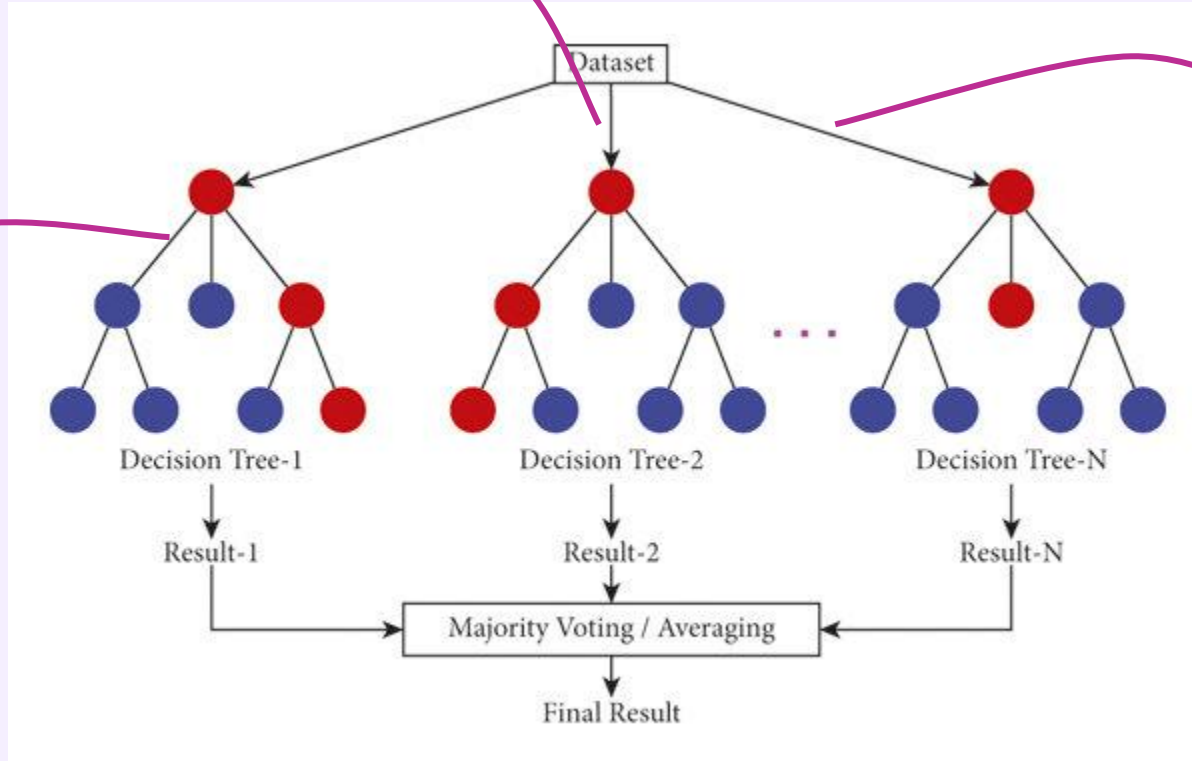 Dataset
Decision Tree-1
Decision Tree-2
Decision Tree-N
Result-1
Result-2
Result-N
Majority Voting / Averaging
Final Result